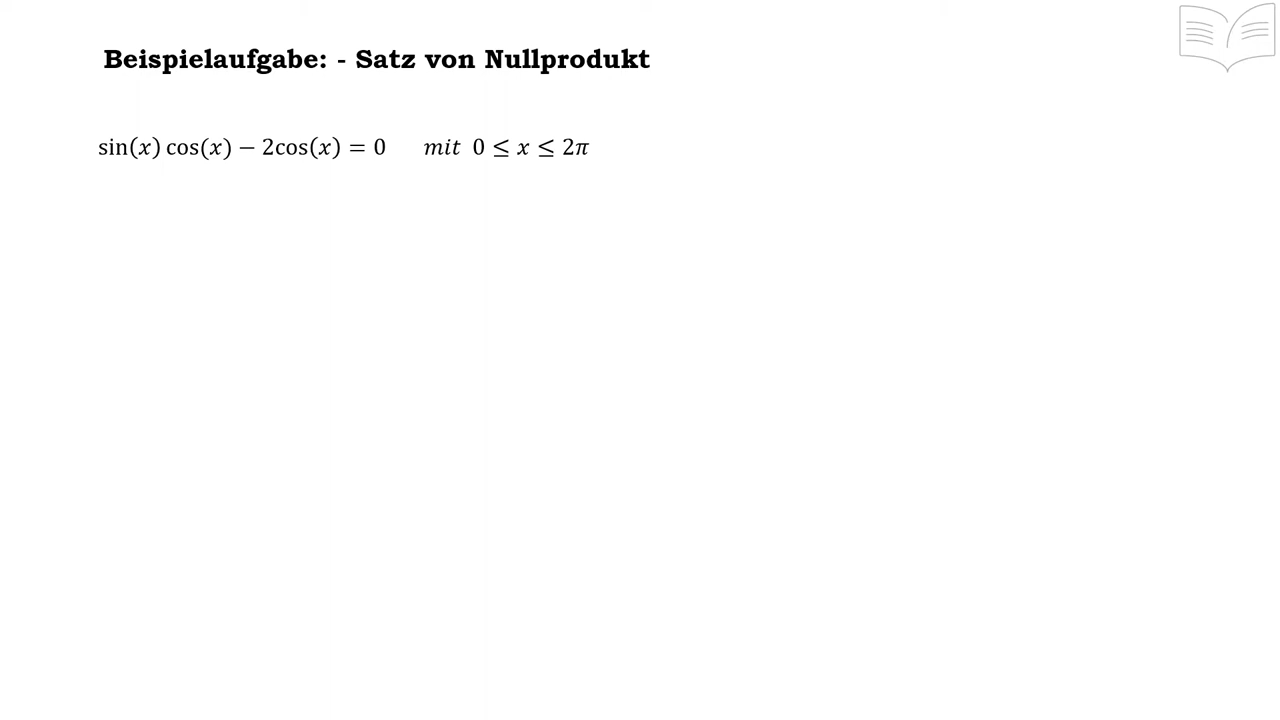 Beispielaufgabe: - Satz von Nullprodukt
sin(x) cos(x) − 2cos(x) = 0 mit 0 ≤ x ≤ 2π